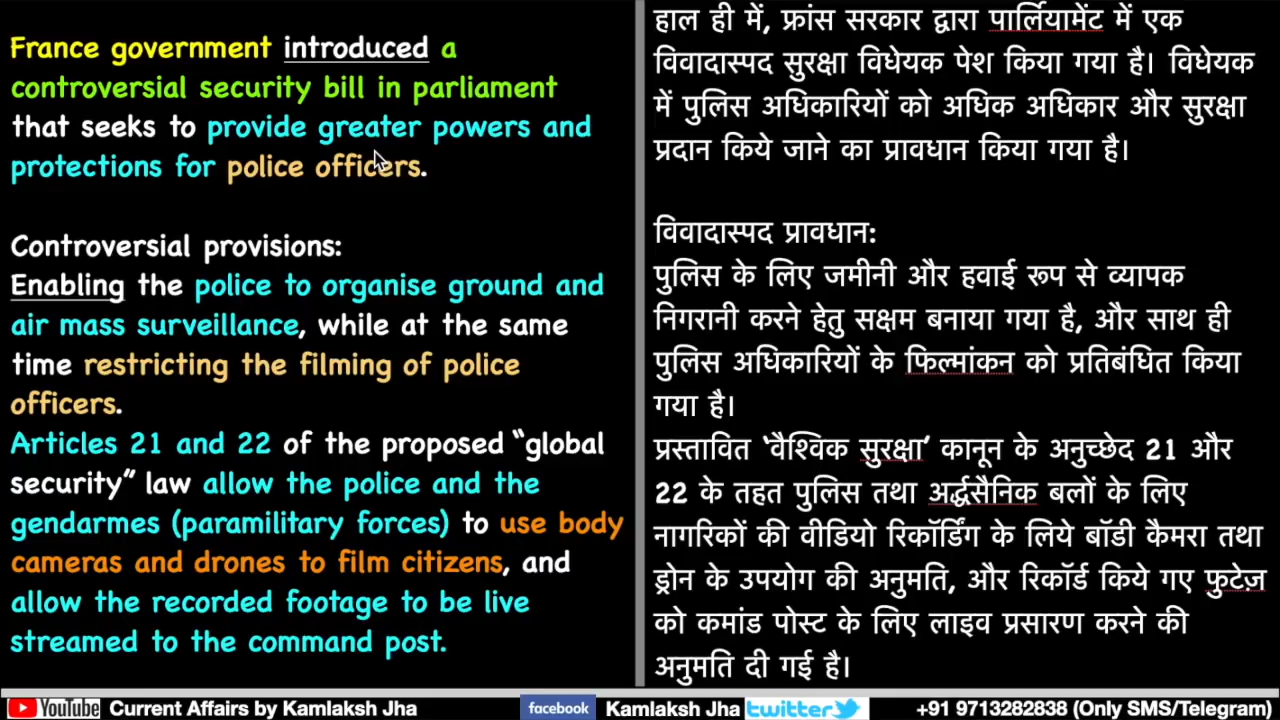 France government introduced a
controversial security bill in parliament
that seeks to provide greater powers and
protections for police officers.
Controversial provisions:
Enabling the police to organise ground and
air mass surveillance, while at the same
time restricting the filming of police
officers.
Articles 21 and 22 of the proposed “global
security” law allow the police and the
gendarmes (paramilitary forces) to use body
cameras and drones to film citizens, and
allow the recorded footage to be live
streamed to the command post.
हाल ही में, फ्रांस सरकार द्वारा पार्लियामेंट में एक
विवादास्पद सुरक्षा विधेयक पेश किया गया है। विधेयक
में पुलिस अधिकारियों को अधिक अधिकार और सुरक्षा
प्रदान किये जाने का प्रावधान किया गया है।
विवादास्पद प्रावधान:
पुलिस के लिए जमीनी और हवाई रूप से व्यापक
निगरानी करने हेतु सक्षम बनाया गया है, और साथ ही
पुलिस अधिकारियों के फिल्मांकन को प्रतिबंधित किया
गया है।
प्रस्तावित ‘वैश्विक सुरक्षा’ कानून के अनुच्छेद 21 और
22 के तहत पुलिस तथा अर्द्धसैनिक बलों के लिए
नागरिकों की वीडियो रिकॉर्डिंग के लिये बॉडी कैमरा तथा
ड्रोन के उपयोग की अनुमति, और रिकॉर्ड किये गए फुटेज़
को कमांड पोस्ट के लिए लाइव प्रसारण करने की
अनुमति दी गई है।
YouTube Current Affairs by Kamlaksh Jha facebook Kamlaksh Jha twitter +91 9713282838 (Only SMS/Telegram)